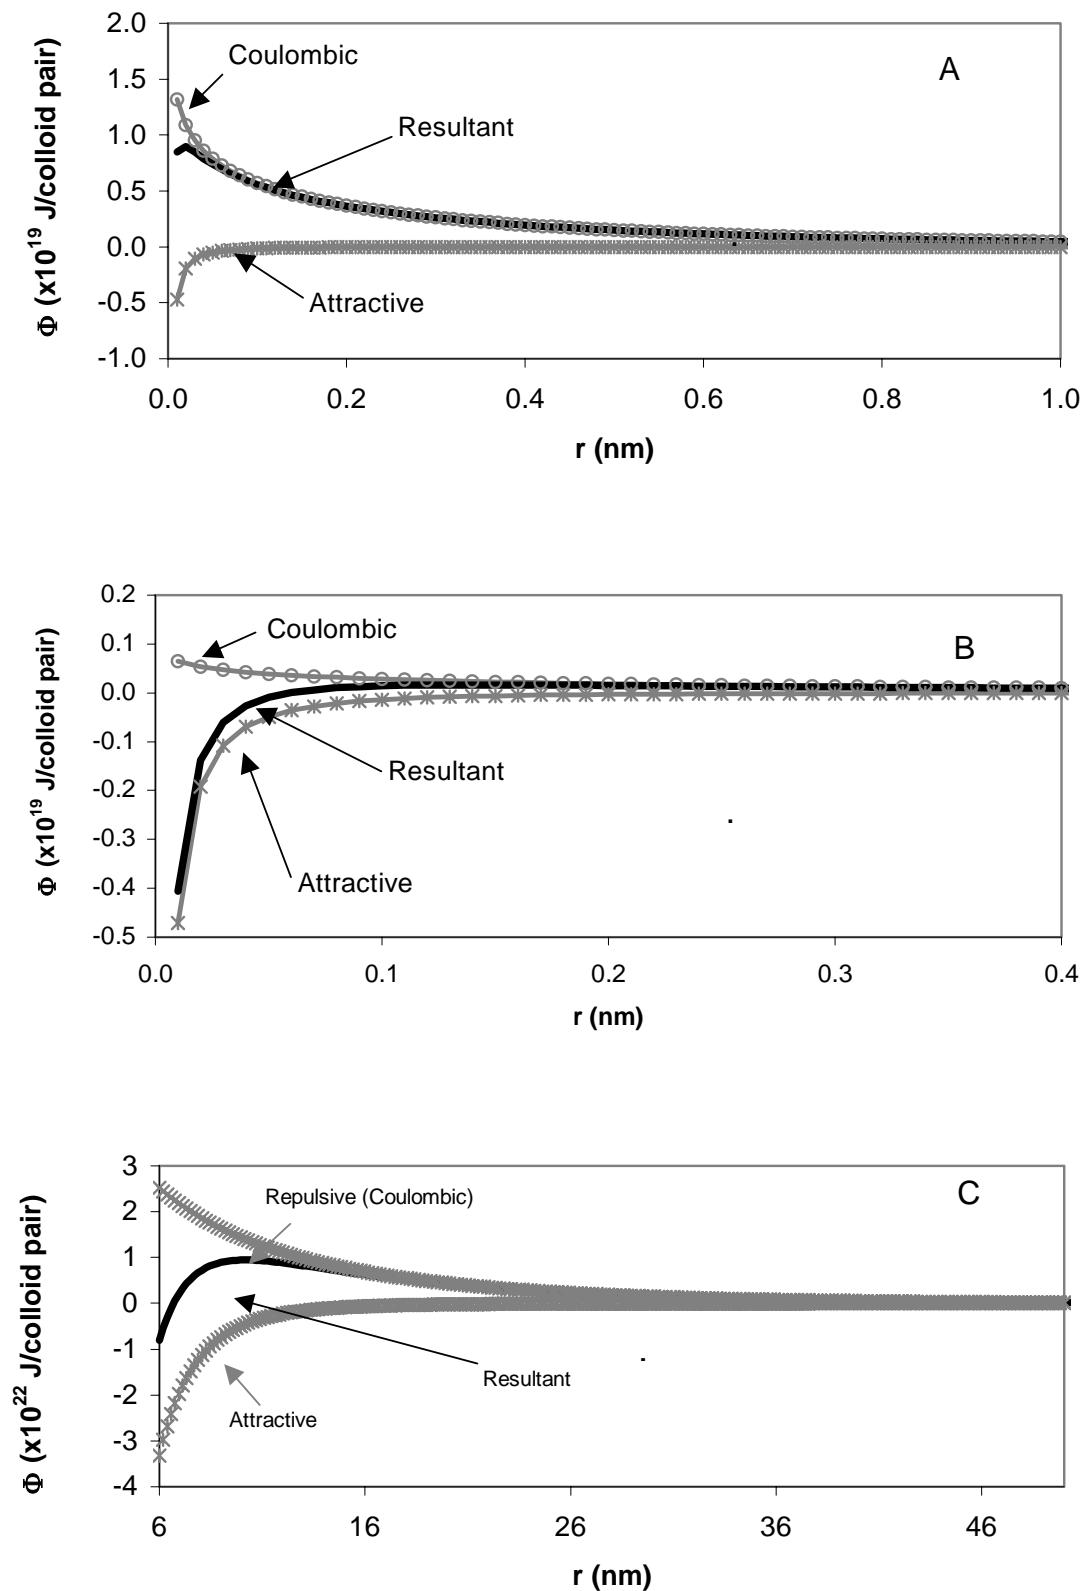 2.0
1.5
1.0
0.5
0.0
-0.5
-1.0
Φ (x10¹⁹ J/colloid pair)
Coulombic
A
Resultant
Attractive
0.0 0.2 0.4 0.6 0.8 1.0
r (nm)
0.2
0.1
0.0
-0.1
-0.2
-0.3
-0.4
-0.5
Φ (x10¹⁹ J/colloid pair)
Coulombic
B
Resultant
Attractive
0.0 0.1 0.2 0.3 0.4
r (nm)
3
2
1
0
-1
-2
-3
-4
Φ (x10²² J/colloid pair)
Repulsive (Coulombic)
C
Resultant
Attractive
6 16 26 36 46
r (nm)